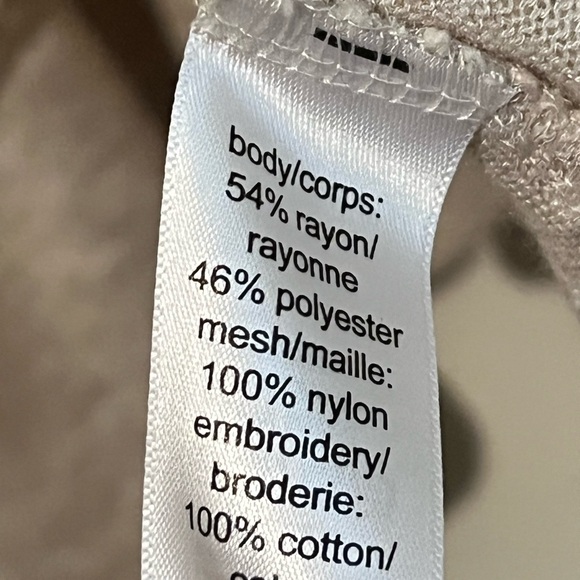 body/corps:
54% rayon/
rayonne
46% polyester
mesh/maille:
100% nylon
embroidery/
broderie:
100% cotton/